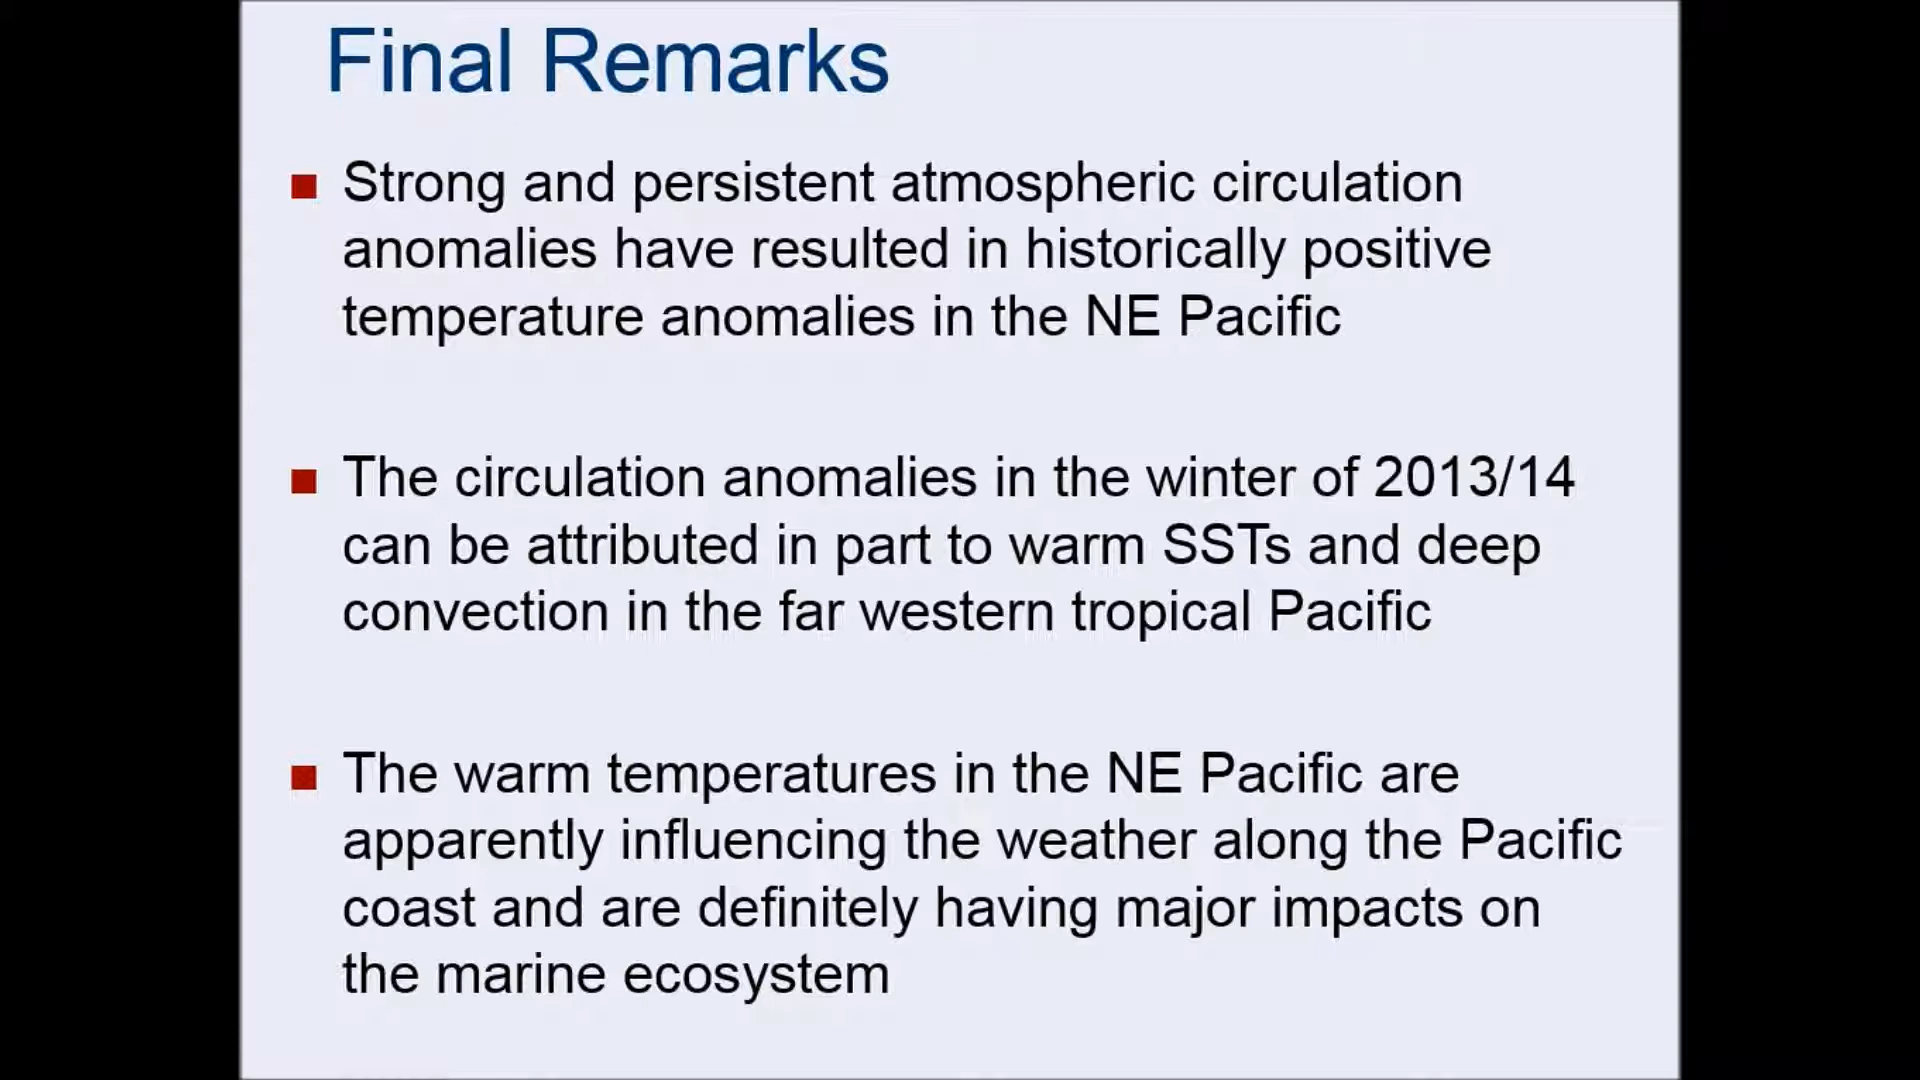 Final Remarks
Strong and persistent atmospheric circulation
anomalies have resulted in historically positive
temperature anomalies in the NE Pacific
The circulation anomalies in the winter of 2013/14
can be attributed in part to warm SSTs and deep
convection in the far western tropical Pacific
The warm temperatures in the NE Pacific are
apparently influencing the weather along the Pacific
coast and are definitely having major impacts on
the marine ecosystem